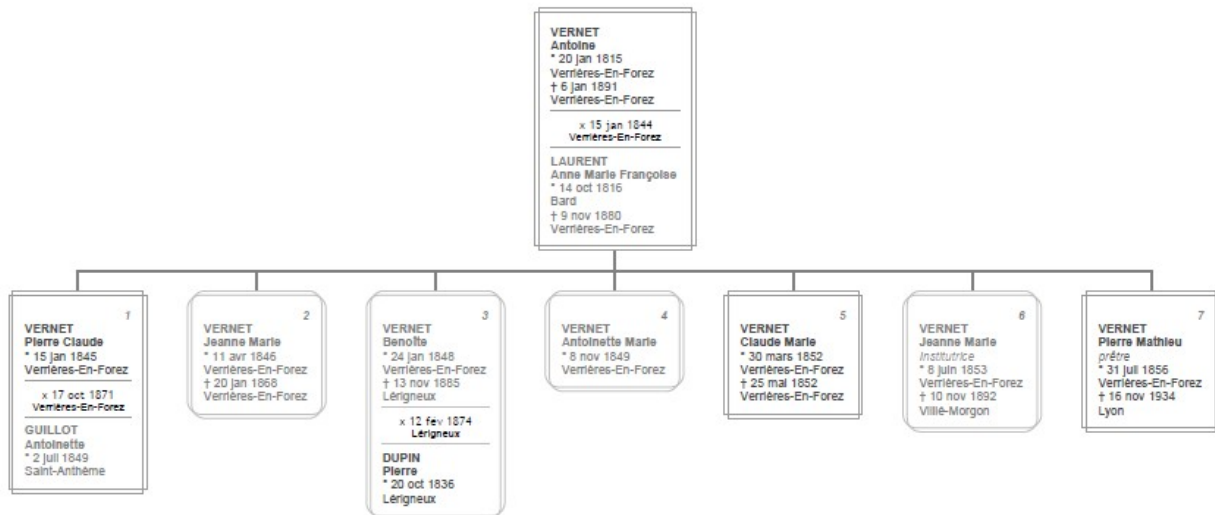 VERNET
Antoine
* 20 jan 1815
Verrières-En-Forez
† 6 jan 1891
Verrières-En-Forez
x 15 jan 1844
Verrières-En-Forez
LAURENT
Anne Marie Françoise
* 14 oct 1816
Bard
† 9 nov 1880
Verrières-En-Forez
1
VERNET
Pierre Claude
* 15 jan 1845
Verrières-En-Forez
x 17 oct 1871
Verrières-En-Forez
GUILLOT
Antoinette
* 2 juil 1849
Saint-Anthème
2
VERNET
Jeanne Marie
* 11 avr 1846
Verrières-En-Forez
† 20 jan 1868
Verrières-En-Forez
3
VERNET
Benoîte
* 24 jan 1848
Verrières-En-Forez
† 13 nov 1885
Lérigneux
x 12 fév 1874
Lérigneux
DUPIN
Pierre
* 20 oct 1836
Lérigneux
4
VERNET
Antoinette Marie
* 8 nov 1849
Verrières-En-Forez
5
VERNET
Claude Marie
* 30 mars 1852
Verrières-En-Forez
† 25 mai 1852
Verrières-En-Forez
6
VERNET
Jeanne Marie
Institutrice
* 8 juin 1853
Verrières-En-Forez
† 10 nov 1892
Villié-Morgon
7
VERNET
Pierre Mathieu
prêtre
* 31 juil 1856
Verrières-En-Forez
† 16 nov 1934
Lyon